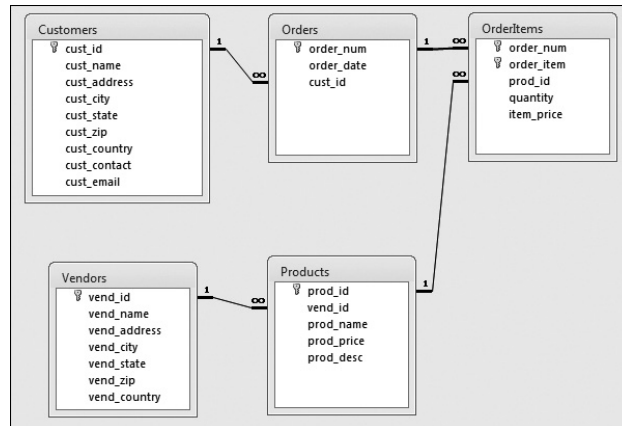 Customers
cust_id
cust_name
cust_address
cust_city
cust_state
cust_zip
cust_country
cust_contact
cust_email
1
∞
Orders
order_num
order_date
cust_id
1
∞
OrderItems
order_num
order_item
prod_id
quantity
item_price
∞
Vendors
vend_id
vend_name
vend_address
vend_city
vend_state
vend_zip
vend_country
1
∞
Products
prod_id
vend_id
prod_name
prod_price
prod_desc
1